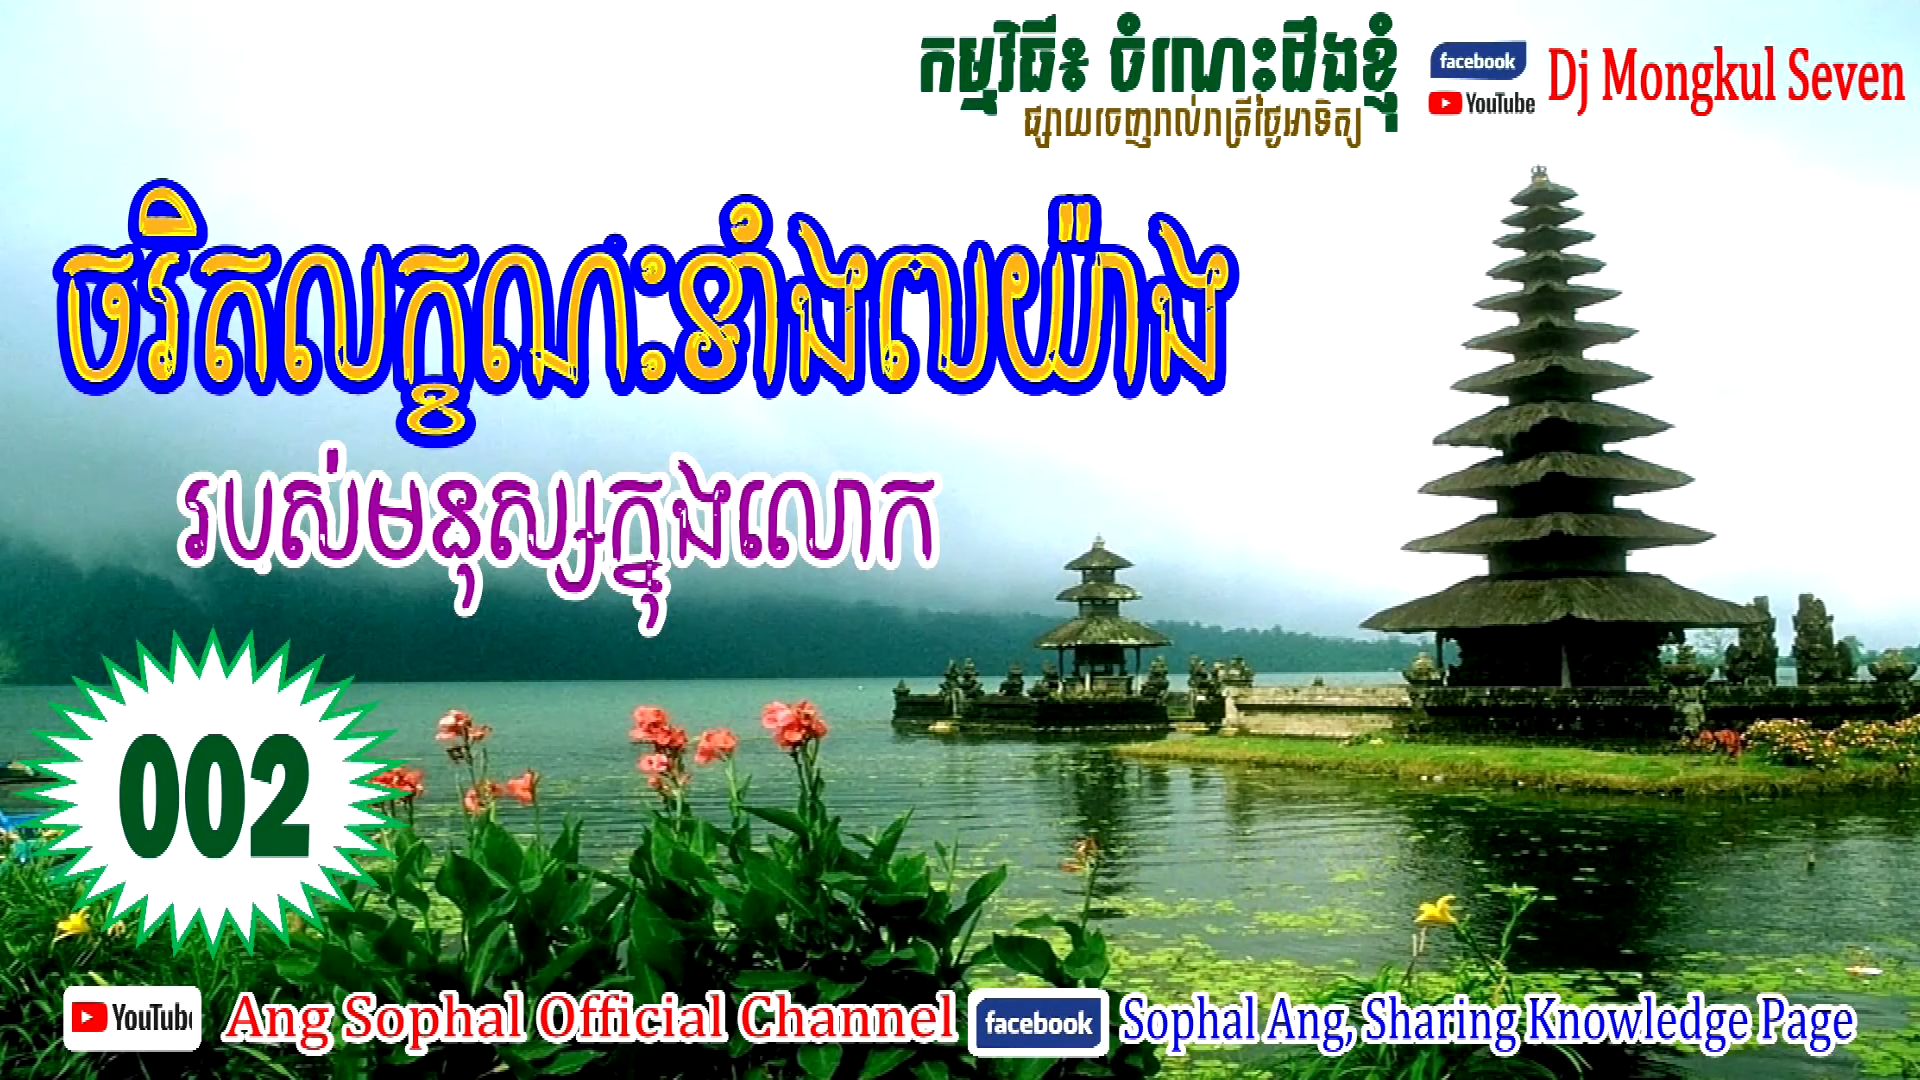 កម្មវិធី៖ ចំណេះដឹងខ្ញុំ
ផ្សាយចេញរាល់រាត្រីថ្ងៃអាទិត្យ
facebook
YouTube
Dj Mongkul Seven
ចរិតលក្ខណៈទាំង៧យ៉ាង
របស់មនុស្សក្នុងលោក
002
YouTube
Ang Sophal Official Channel
facebook
Sophal Ang, Sharing Knowledge Page